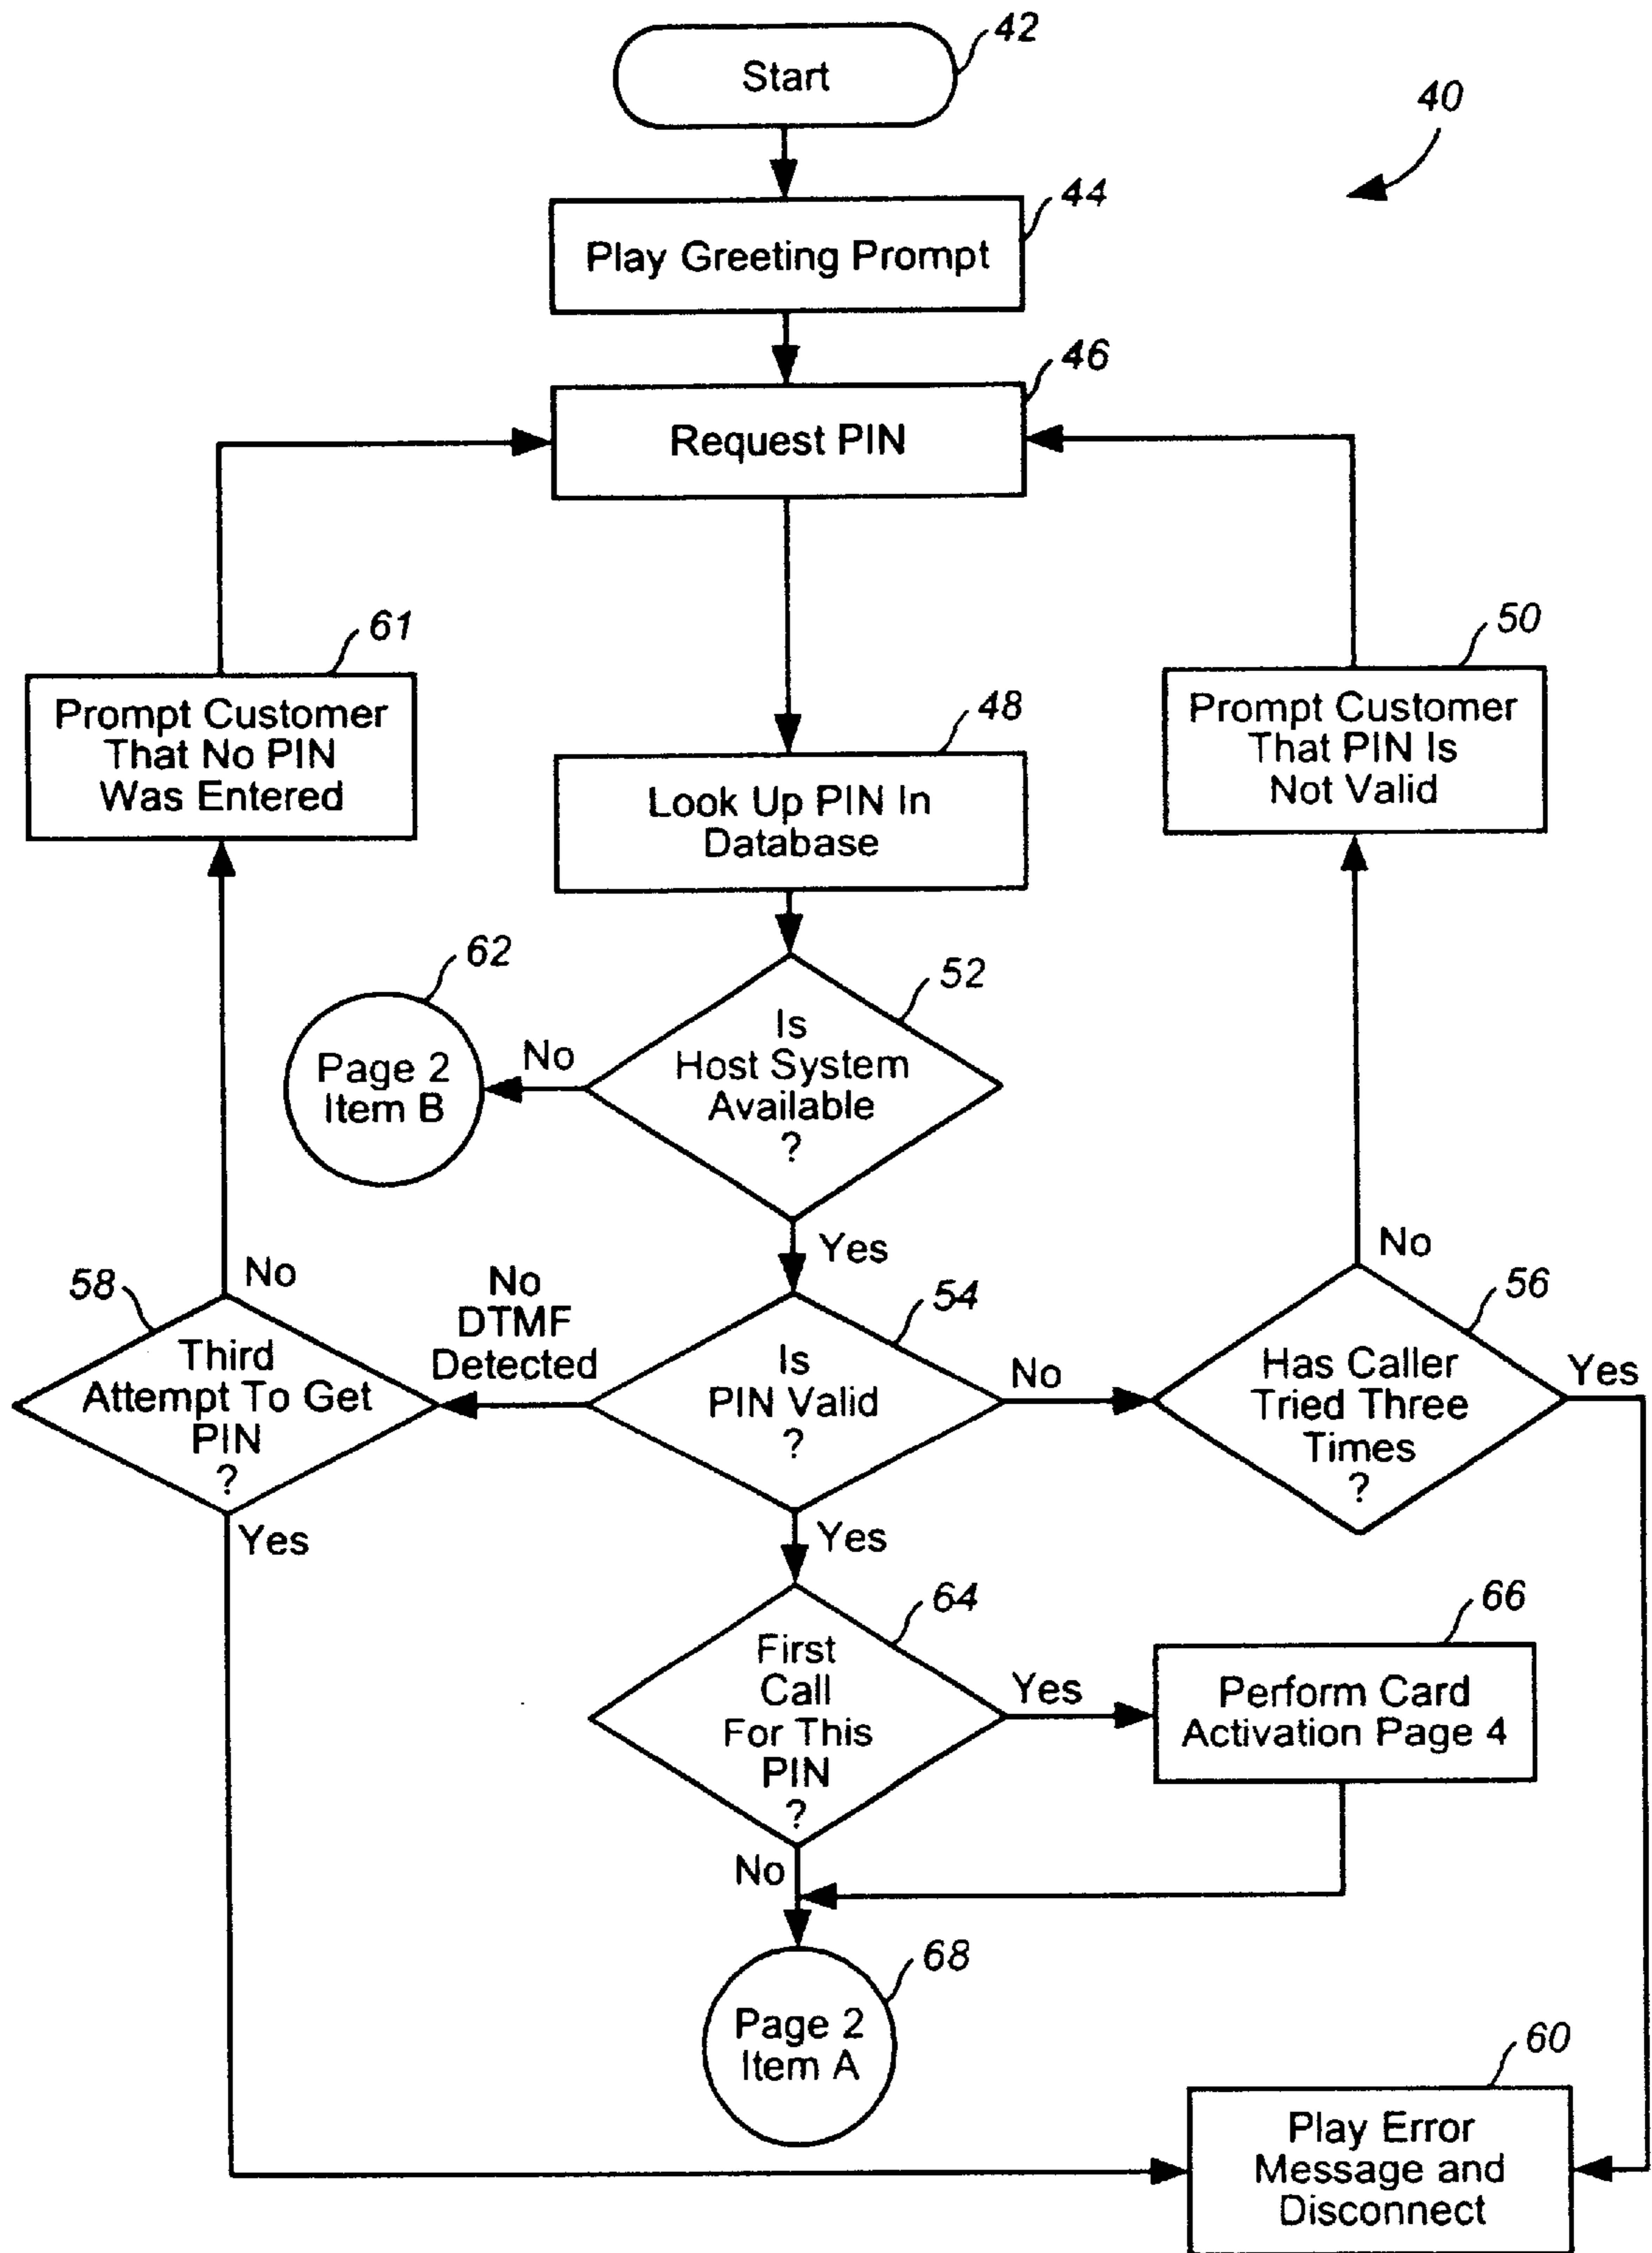 42
Start
40
44
Play Greeting Prompt
46
Request PIN
61
Prompt Customer
That No PIN
Was Entered
50
Prompt Customer
That PIN Is
Not Valid
48
Look Up PIN In
Database
62
Page 2
Item B
No
52
Is
Host System
Available
?
Yes
58
No
Third
Attempt To Get
PIN
?
Yes
No
DTMF
Detected
54
Is
PIN Valid
?
No
Yes
No
56
Has Caller
Tried Three
Times
?
Yes
64
First
Call
For This
PIN
?
Yes
No
66
Perform Card
Activation Page 4
68
Page 2
Item A
60
Play Error
Message and
Disconnect